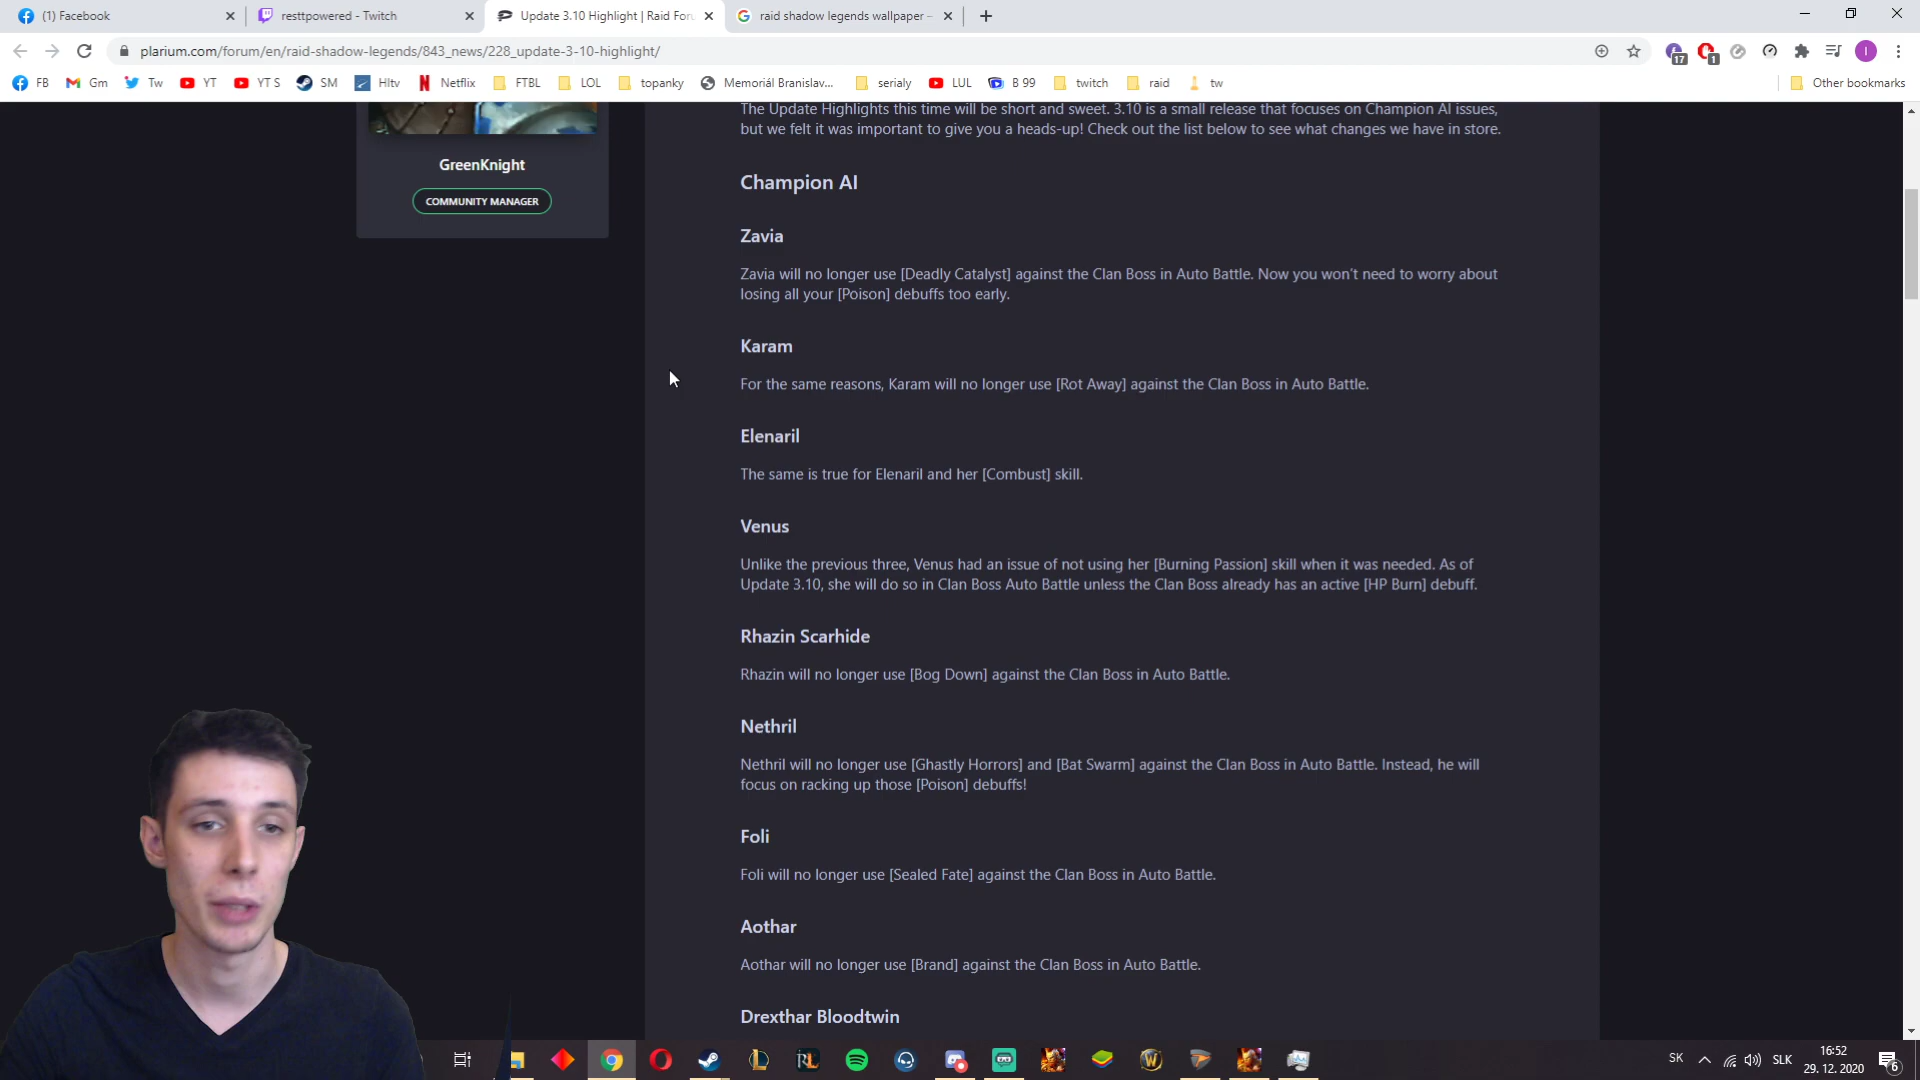 (1) Facebook
resttpowered - Twitch
Update 3.10 Highlight | Raid For
raid shadow legends wallpaper –
plarium.com/forum/en/raid-shadow-legends/843_news/228_update-3-10-highlight/
17
1
I
FB
Gm
Tw
YT
YT S
SM
Hltv
Netflix
FTBL
LOL
topanky
Memoriál Branislav...
serialy
LUL
B 99
twitch
raid
tw
Other bookmarks
GreenKnight
COMMUNITY MANAGER
The Update Highlights this time will be short and sweet. 3.10 is a small release that focuses on Champion AI issues,
but we felt it was important to give you a heads-up! Check out the list below to see what changes we have in store.
Champion AI
Zavia
Zavia will no longer use [Deadly Catalyst] against the Clan Boss in Auto Battle. Now you won't need to worry about
losing all your [Poison] debuffs too early.
Karam
For the same reasons, Karam will no longer use [Rot Away] against the Clan Boss in Auto Battle.
Elenaril
The same is true for Elenaril and her [Combust] skill.
Venus
Unlike the previous three, Venus had an issue of not using her [Burning Passion] skill when it was needed. As of
Update 3.10, she will do so in Clan Boss Auto Battle unless the Clan Boss already has an active [HP Burn] debuff.
Rhazin Scarhide
Rhazin will no longer use [Bog Down] against the Clan Boss in Auto Battle.
Nethril
Nethril will no longer use [Ghastly Horrors] and [Bat Swarm] against the Clan Boss in Auto Battle. Instead, he will
focus on racking up those [Poison] debuffs!
Foli
Foli will no longer use [Sealed Fate] against the Clan Boss in Auto Battle.
Aothar
Aothar will no longer use [Brand] against the Clan Boss in Auto Battle.
Drexthar Bloodtwin
SK
SLK
16:52
29. 12. 2020
6